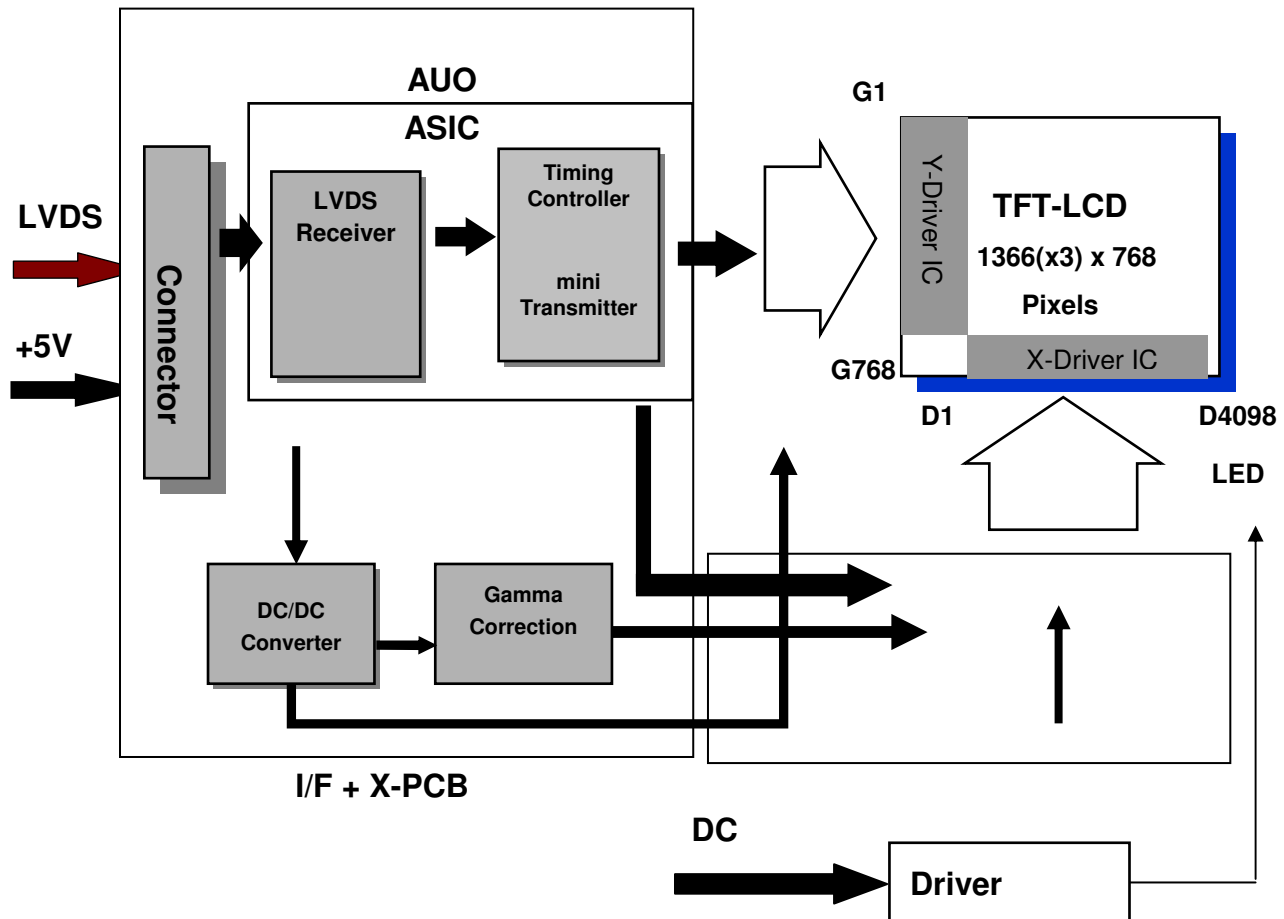 AUO
ASIC
G1
LVDS
+5V
Connector
LVDS
Receiver
Timing
Controller
mini
Transmitter
Y-Driver IC
TFT-LCD
1366(x3) x 768
Pixels
X-Driver IC
G768
D1
D4098
LED
DC/DC
Converter
Gamma
Correction
I/F + X-PCB
DC
Driver